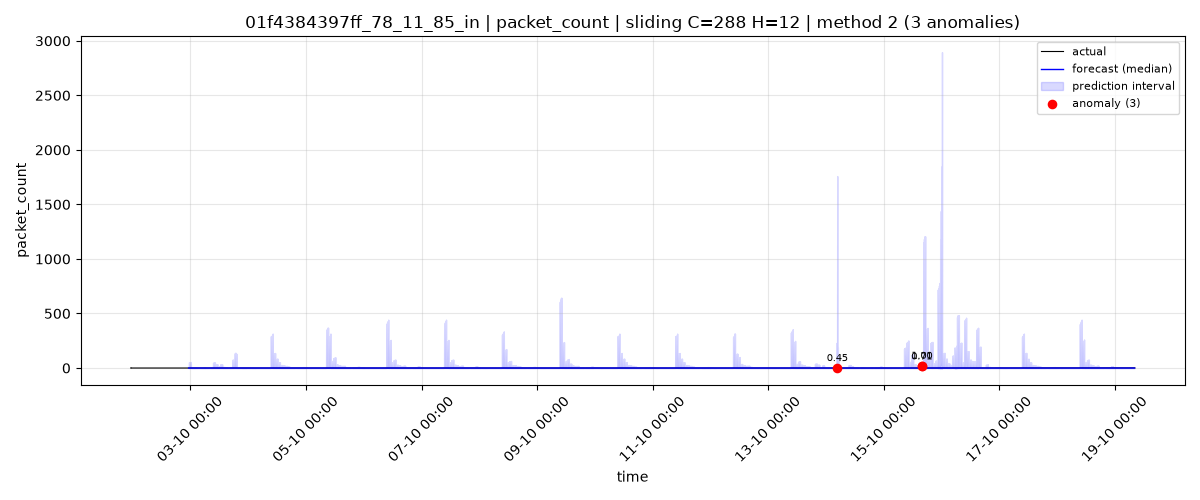 01f4384397ff_78_11_85_in | packet_count | sliding C=288 H=12 | method 2 (3 anomalies)
actual
forecast (median)
prediction interval
anomaly (3)
packet_count
3000
2500
2000
1500
1000
500
0
0.45
03-10 00:00
05-10 00:00
07-10 00:00
09-10 00:00
11-10 00:00
13-10 00:00
15-10 00:00
17-10 00:00
19-10 00:00
time